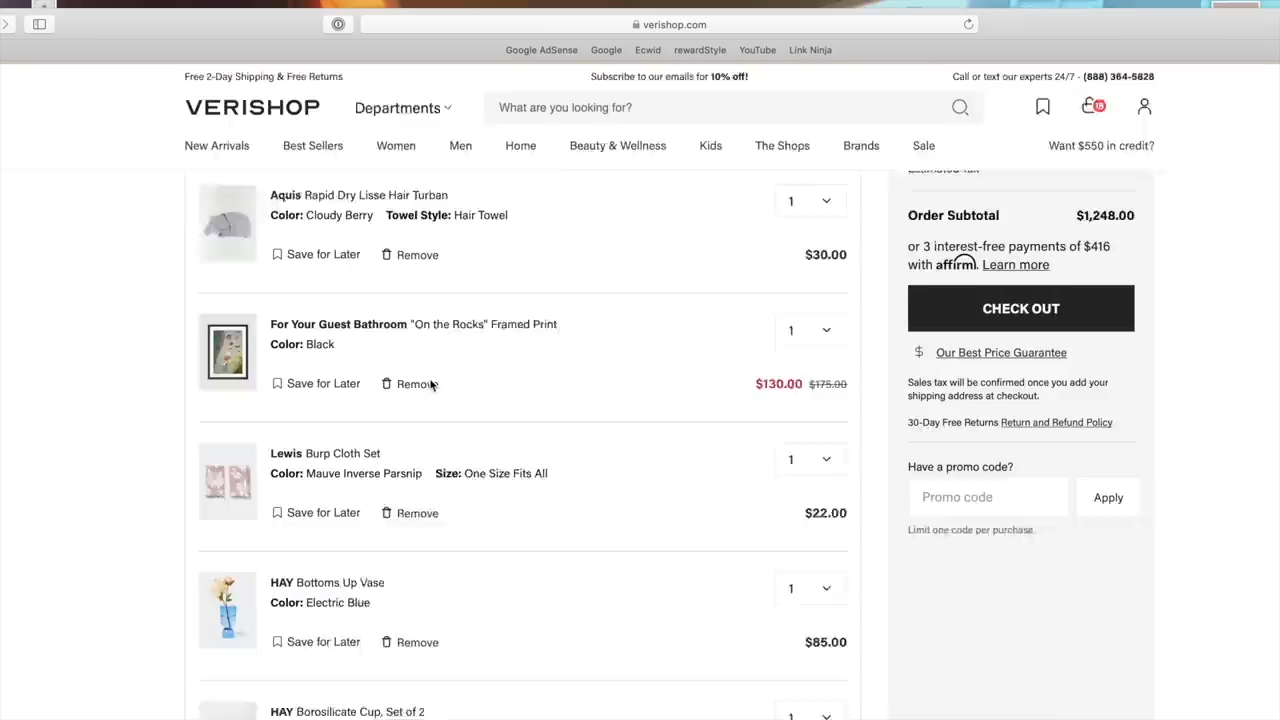 verishop.com
Google AdSense Google Ecwid rewardStyle YouTube Link Ninja
Free 2-Day Shipping & Free Returns
Subscribe to our emails for 10% off!
Call or text our experts 24/7 - (888) 364-5828
VERISHOP
Departments
What are you looking for?
18
New Arrivals Best Sellers Women Men Home Beauty & Wellness Kids The Shops Brands Sale Want $550 in credit?
Aquis Rapid Dry Lisse Hair Turban
Color: Cloudy Berry Towel Style: Hair Towel
1
Save for Later Remove
$30.00
For Your Guest Bathroom "On the Rocks" Framed Print
Color: Black
1
Save for Later Remove
$130.00 $175.00
Lewis Burp Cloth Set
Color: Mauve Inverse Parsnip Size: One Size Fits All
1
Save for Later Remove
$22.00
HAY Bottoms Up Vase
Color: Electric Blue
1
Save for Later Remove
$85.00
HAY Borosilicate Cup, Set of 2
1
Estimated Tax
Order Subtotal $1,248.00
or 3 interest-free payments of $416
with affirm. Learn more
CHECK OUT
$ Our Best Price Guarantee
Sales tax will be confirmed once you add your
shipping address at checkout.
30-Day Free Returns Return and Refund Policy
Have a promo code?
Promo code Apply
Limit one code per purchase.